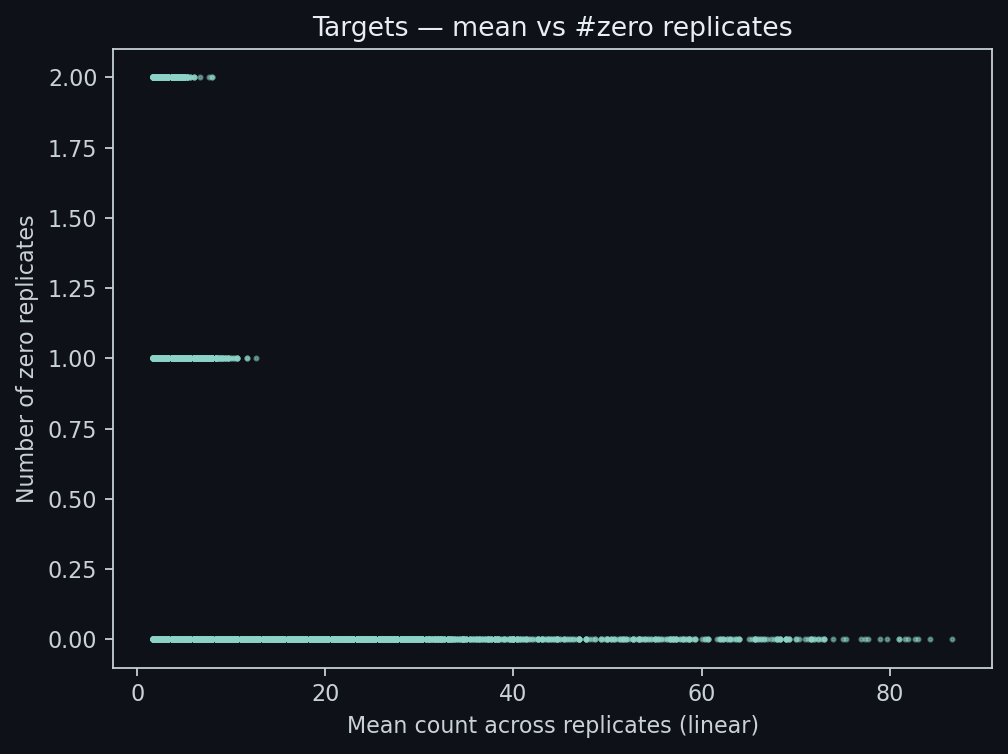 Targets — mean vs #zero replicates
Number of zero replicates
2.00
1.75
1.50
1.25
1.00
0.75
0.50
0.25
0.00
0 20 40 60 80
Mean count across replicates (linear)